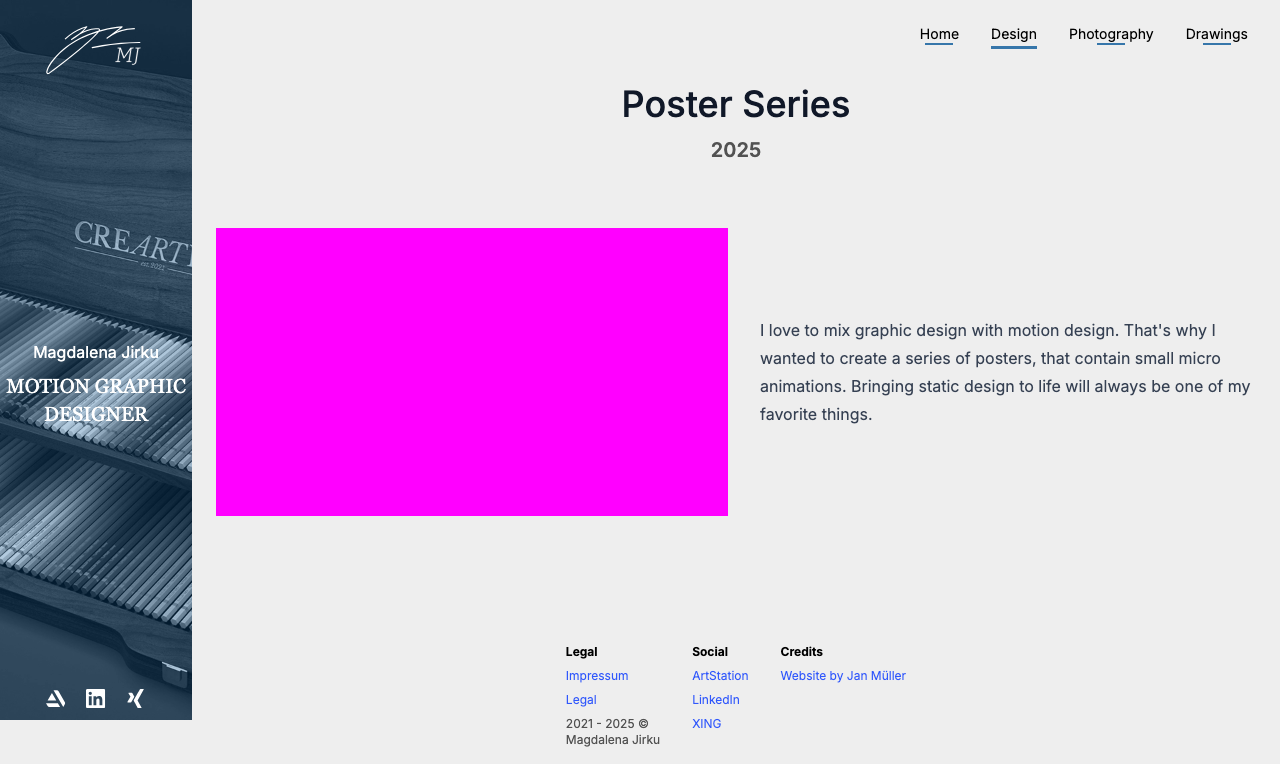 MJ
CREART
est. 2021
Magdalena Jirku
MOTION GRAPHIC
DESIGNER
Home
Design
Photography
Drawings
Poster Series
2025
I love to mix graphic design with motion design. That's why I
wanted to create a series of posters, that contain small micro
animations. Bringing static design to life will always be one of my
favorite things.
Legal
Impressum
Legal
2021 - 2025 ©
Magdalena Jirku
Social
ArtStation
LinkedIn
XING
Credits
Website by Jan Müller